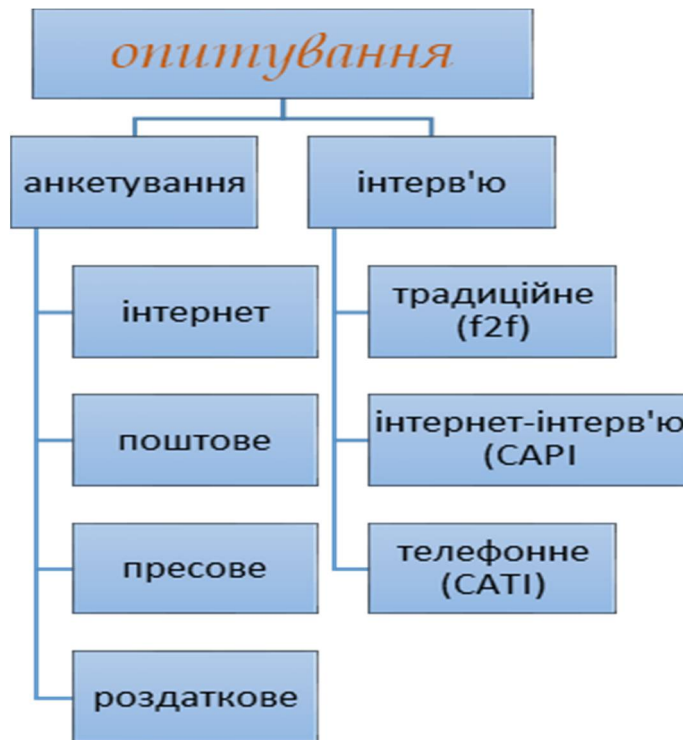 опитування
анкетування
інтернет
поштове
пресове
роздаткове
інтерв'ю
традиційне
(f2f)
інтернет-інтерв'ю
(CAPI
телефонне
(CATI)